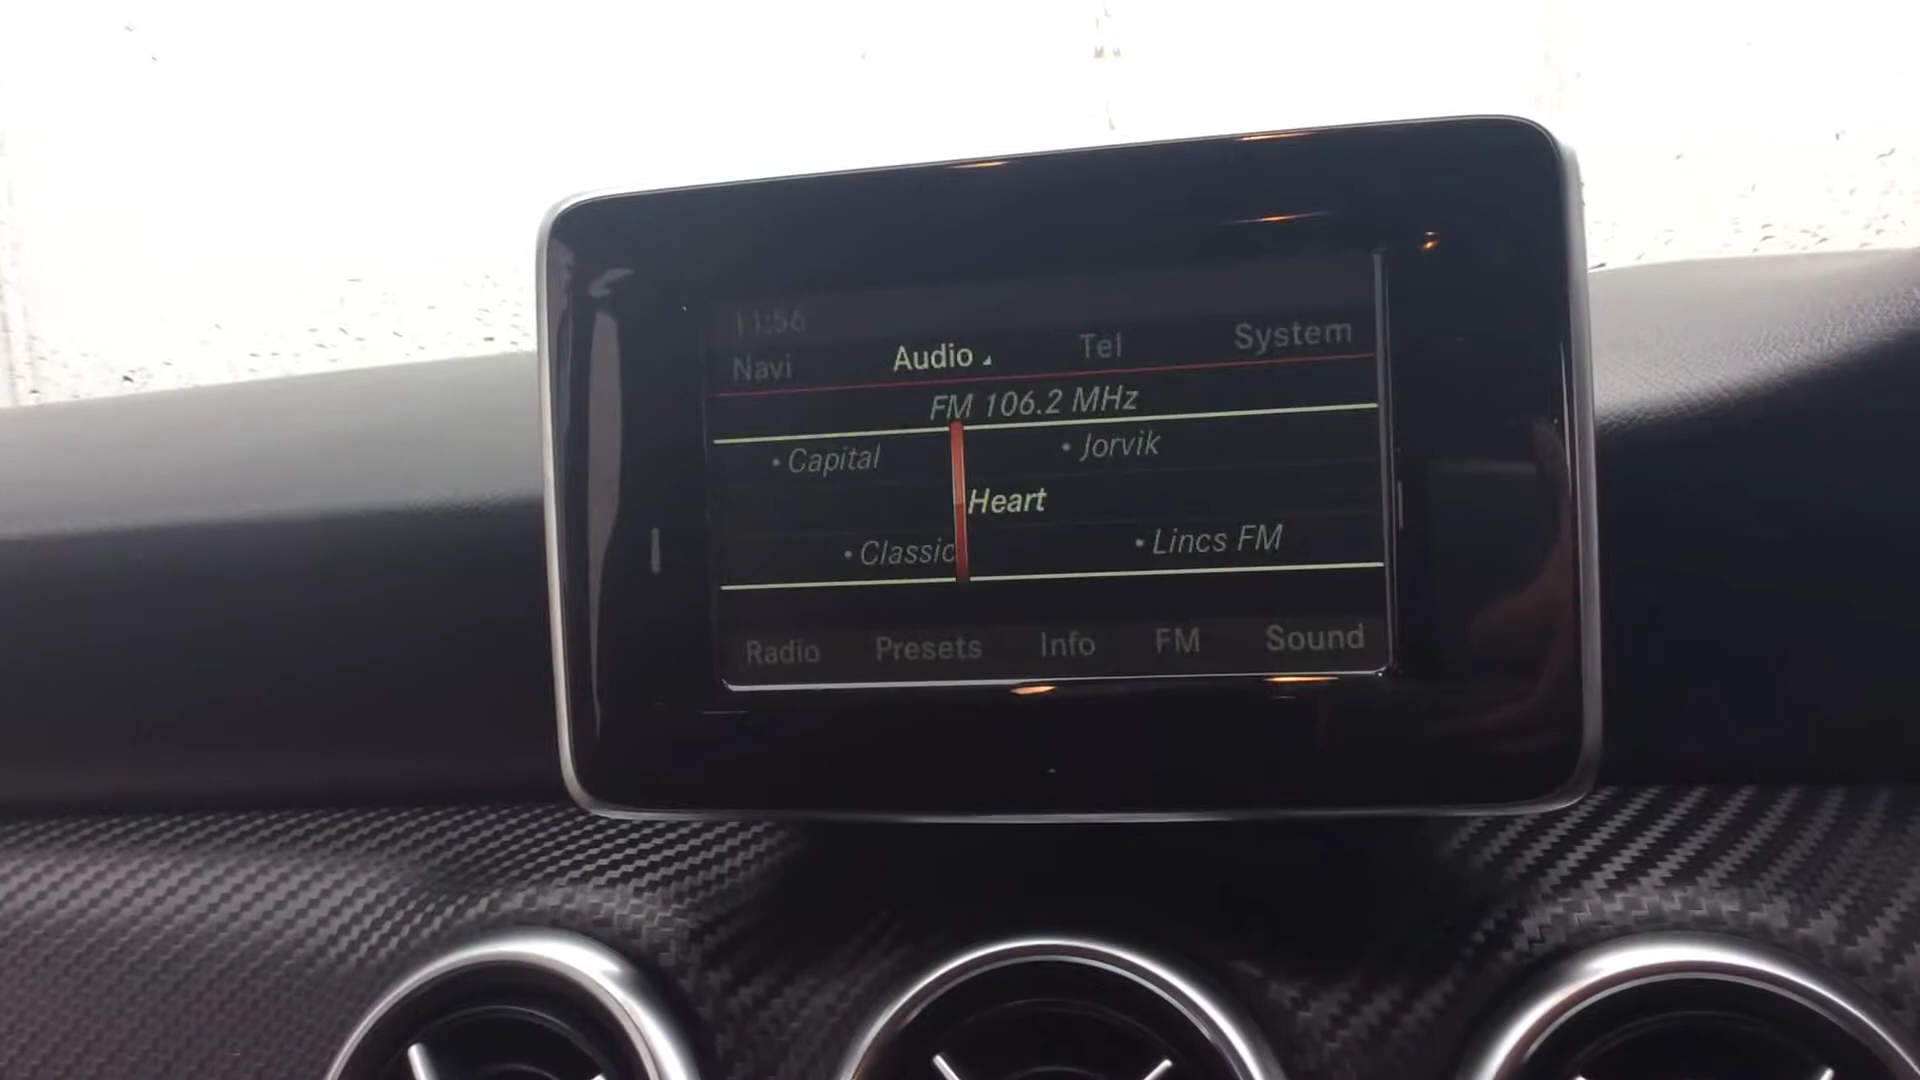 11:56
Navi Audio Tel System
FM 106.2 MHz
• Capital • Jorvik
Heart
• Classic • Lincs FM
Radio Presets Info FM Sound